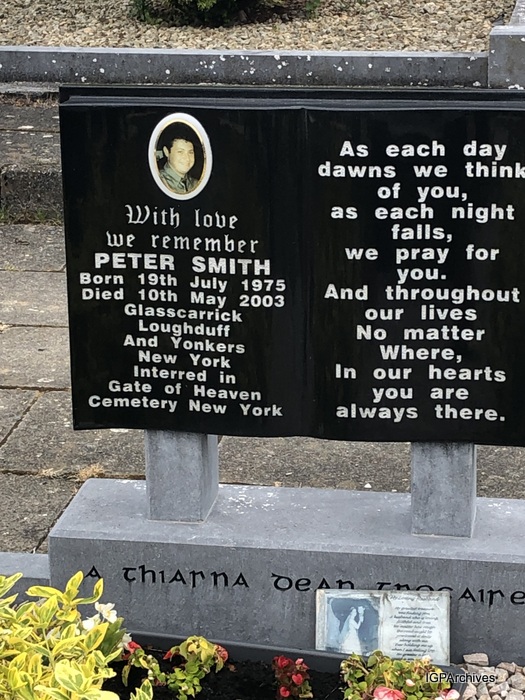 With love
we remember
PETER SMITH
Born 19th July 1975
Died 10th May 2003
Glasscarrick
Loughduff
And Yonkers
New York
Interred in
Gate of Heaven
Cemetery New York
As each day
dawns we think
of you,
as each night
falls,
we pray for
you.
And throughout
our lives
No matter
Where,
In our hearts
you are
always there.
A Thiarna Dean Trocaire
IGPArchives